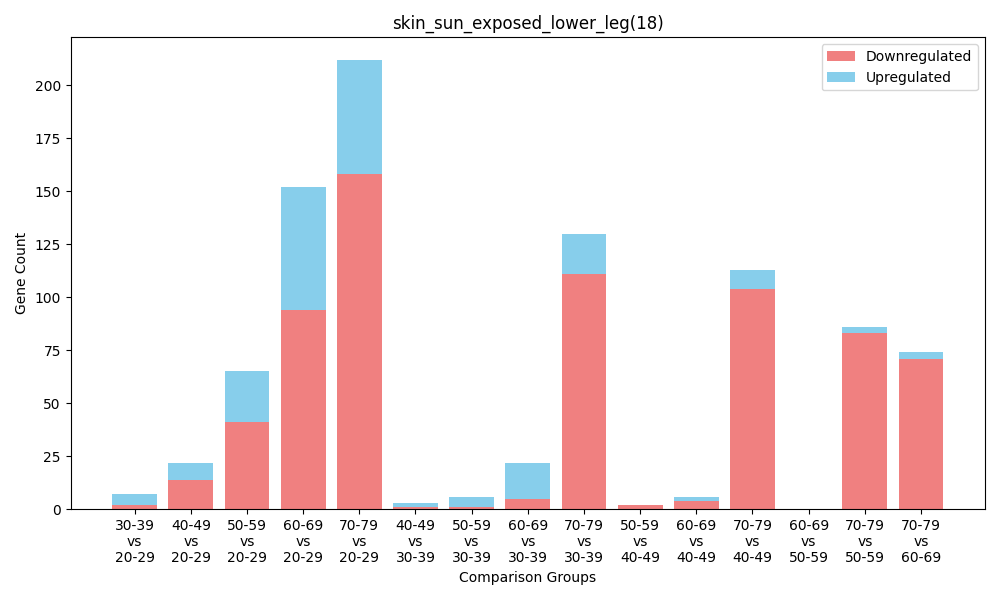 skin_sun_exposed_lower_leg(18)
Downregulated
Upregulated
Gene Count
200
175
150
125
100
75
50
25
0
30-39 vs 20-29
40-49 vs 20-29
50-59 vs 20-29
60-69 vs 20-29
70-79 vs 20-29
40-49 vs 30-39
50-59 vs 30-39
60-69 vs 30-39
70-79 vs 30-39
50-59 vs 40-49
60-69 vs 40-49
70-79 vs 40-49
60-69 vs 50-59
70-79 vs 50-59
70-79 vs 60-69
Comparison Groups